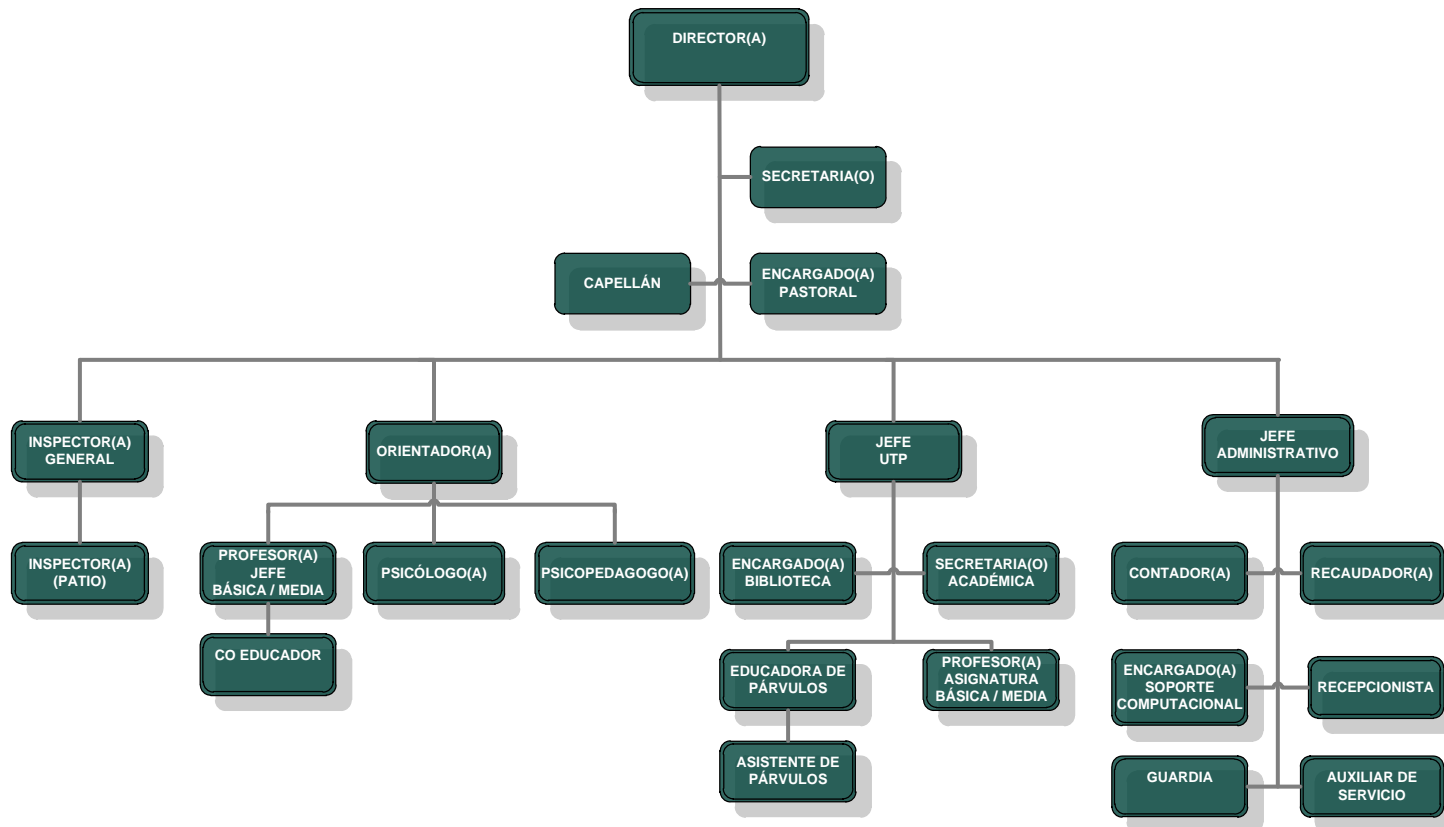 DIRECTOR(A)
SECRETARIA(O)
CAPELLÁN
ENCARGADO(A)
PASTORAL
INSPECTOR(A)
GENERAL
ORIENTADOR(A)
JEFE
UTP
JEFE
ADMINISTRATIVO
INSPECTOR(A)
(PATIO)
PROFESOR(A)
JEFE
BÁSICA / MEDIA
PSICÓLOGO(A)
PSICOPEDAGOGO(A)
ENCARGADO(A)
BIBLIOTECA
SECRETARIA(O)
ACADÉMICA
CONTADOR(A)
RECAUDADOR(A)
CO EDUCADOR
EDUCADORA DE
PÁRVULOS
PROFESOR(A)
ASIGNATURA
BÁSICA / MEDIA
ENCARGADO(A)
SOPORTE
COMPUTACIONAL
RECEPCIONISTA
ASISTENTE DE
PÁRVULOS
GUARDIA
AUXILIAR DE
SERVICIO